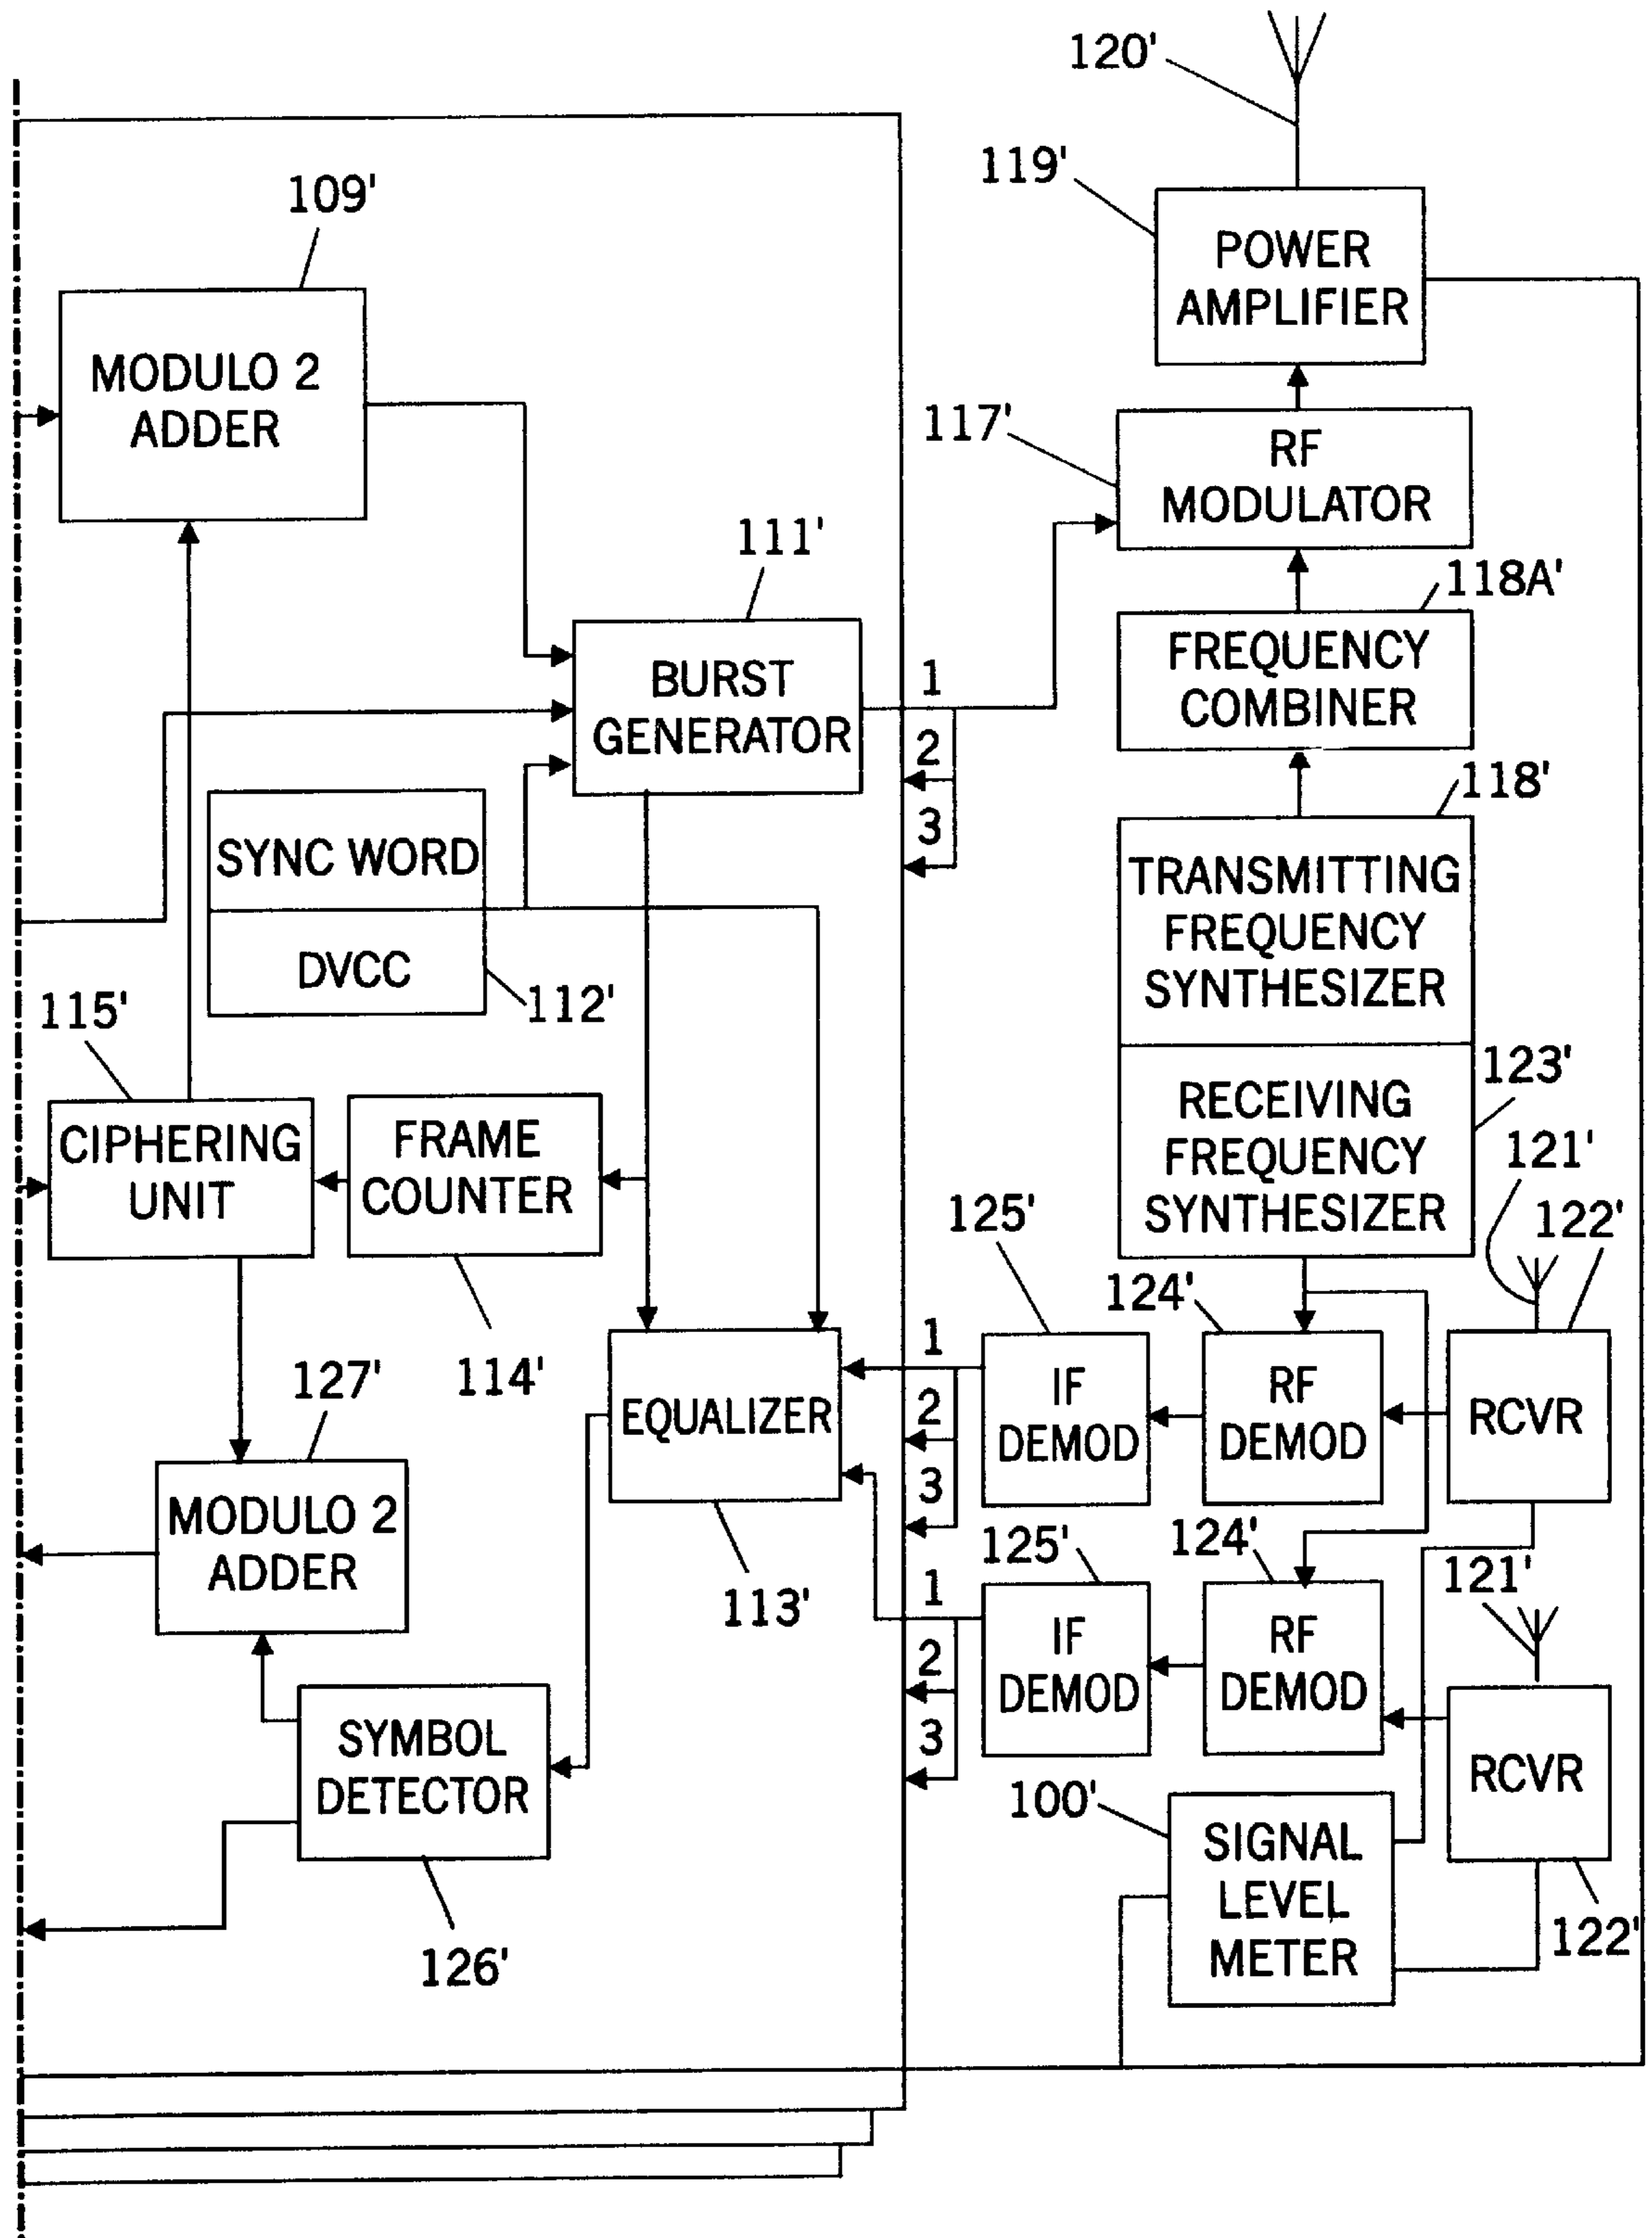 120'
119'
POWER
AMPLIFIER
109'
MODULO 2
ADDER
117'
RF
MODULATOR
111'
118A'
BURST
GENERATOR
1
2
3
FREQUENCY
COMBINER
118'
SYNC WORD
DVCC
112'
TRANSMITTING
FREQUENCY
SYNTHESIZER
115'
CIPHERING
UNIT
FRAME
COUNTER
114'
123'
RECEIVING
FREQUENCY
SYNTHESIZER
121'
122'
125'
124'
127'
MODULO 2
ADDER
EQUALIZER
113'
1
2
3
IF
DEMOD
RF
DEMOD
RCVR
125'
124'
121'
1
2
3
IF
DEMOD
RF
DEMOD
RCVR
122'
SYMBOL
DETECTOR
126'
100'
SIGNAL
LEVEL
METER